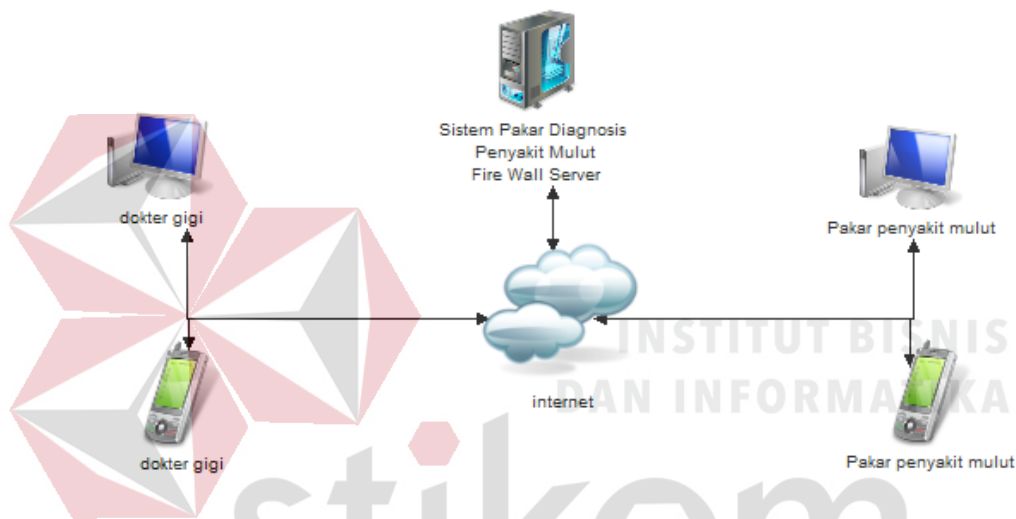 Sistem Pakar Diagnosis
Penyakit Mulut
Fire Wall Server
dokter gigi
Pakar penyakit mulut
INSTITUT BISNIS
DAN INFORMATIKA
internet
dokter gigi
Pakar penyakit mulut
stikom